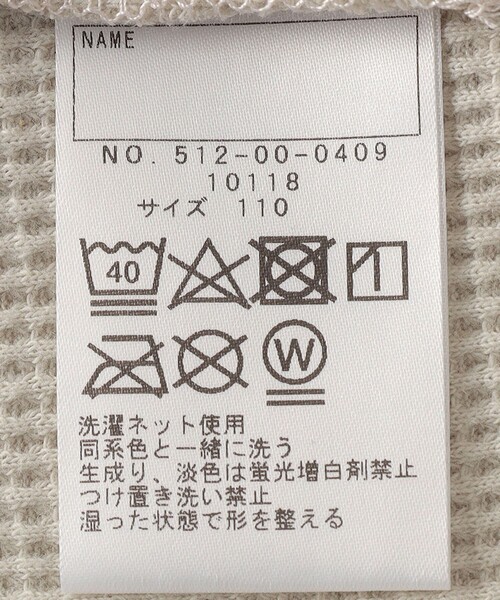 NAME
NO. 512-00-0409
10118
サイズ 110
40
W
洗濯ネット使用
同系色と一緒に洗う
生成り、淡色は蛍光増白剤禁止
つけ置き洗い禁止
湿った状態で形を整える